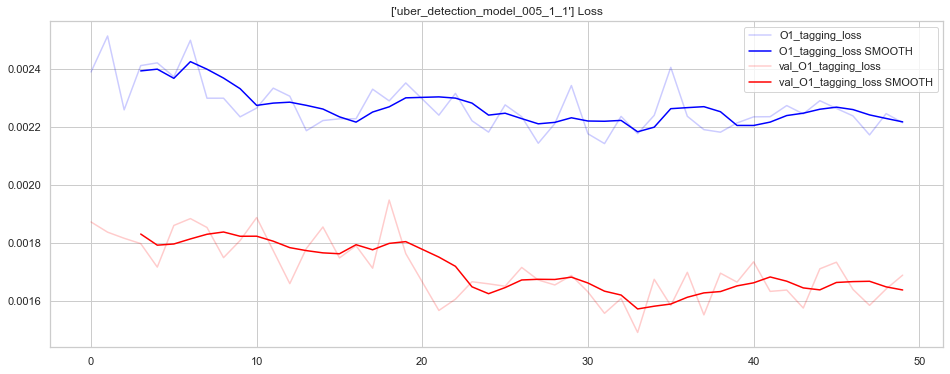 ['uber_detection_model_005_1_1'] Loss
O1_tagging_loss
O1_tagging_loss SMOOTH
val_O1_tagging_loss
val_O1_tagging_loss SMOOTH
0.0024
0.0022
0.0020
0.0018
0.0016
0 10 20 30 40 50